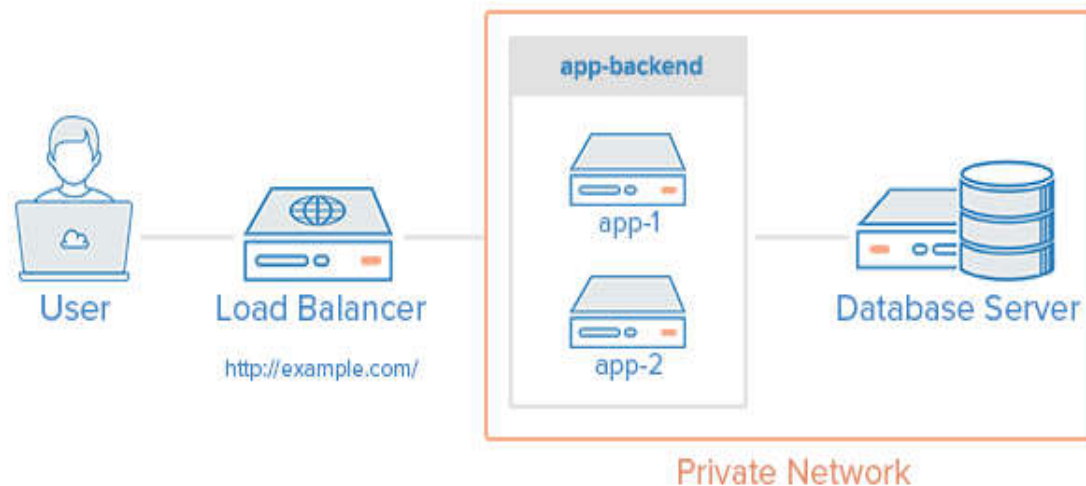 app-backend
app-1
app-2
User
Load Balancer
Database Server
http://example.com/
Private Network